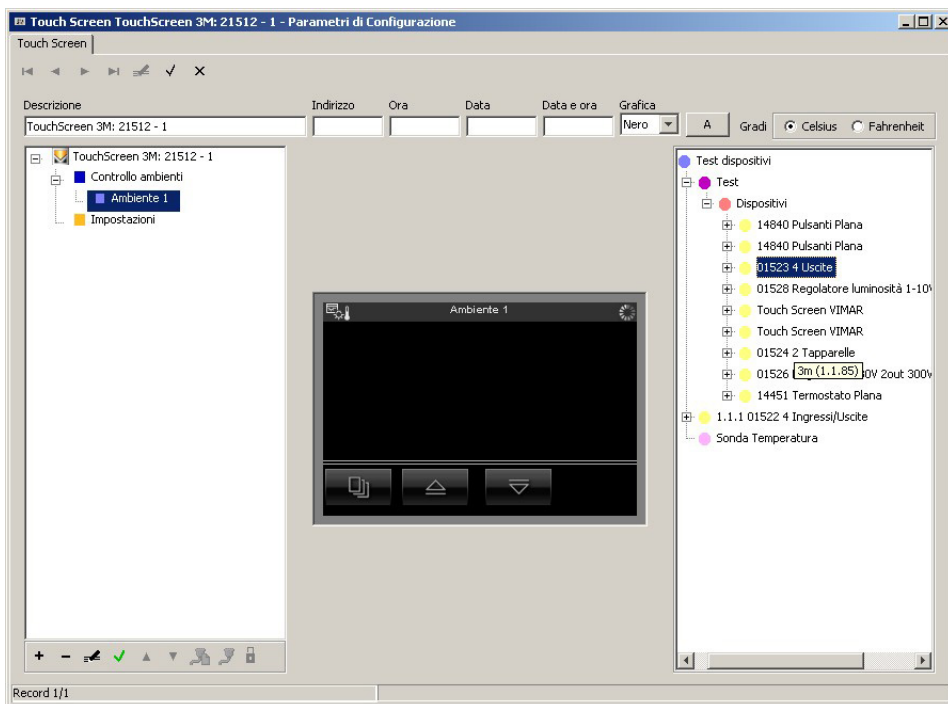 Touch Screen TouchScreen 3M: 21512 - 1 - Parametri di Configurazione
Touch Screen
Descrizione Indirizzo Ora Data Data e ora Grafica
TouchScreen 3M: 21512 - 1 Nero A Gradi Celsius Fahrenheit
TouchScreen 3M: 21512 - 1
Controllo ambienti
Ambiente 1
Impostazioni
Ambiente 1
Test dispositivi
Test
Dispositivi
14840 Pulsanti Plana
14840 Pulsanti Plana
01523 4 Uscite
01528 Regolatore luminosità 1-10V
Touch Screen VIMAR
Touch Screen VIMAR
01524 2 Tapparelle
01526 3m (1.1.85) 30V 2out 300
14451 Termostato Plana
1.1.1 01522 4 Ingressi/Uscite
Sonda Temperatura
Record 1/1